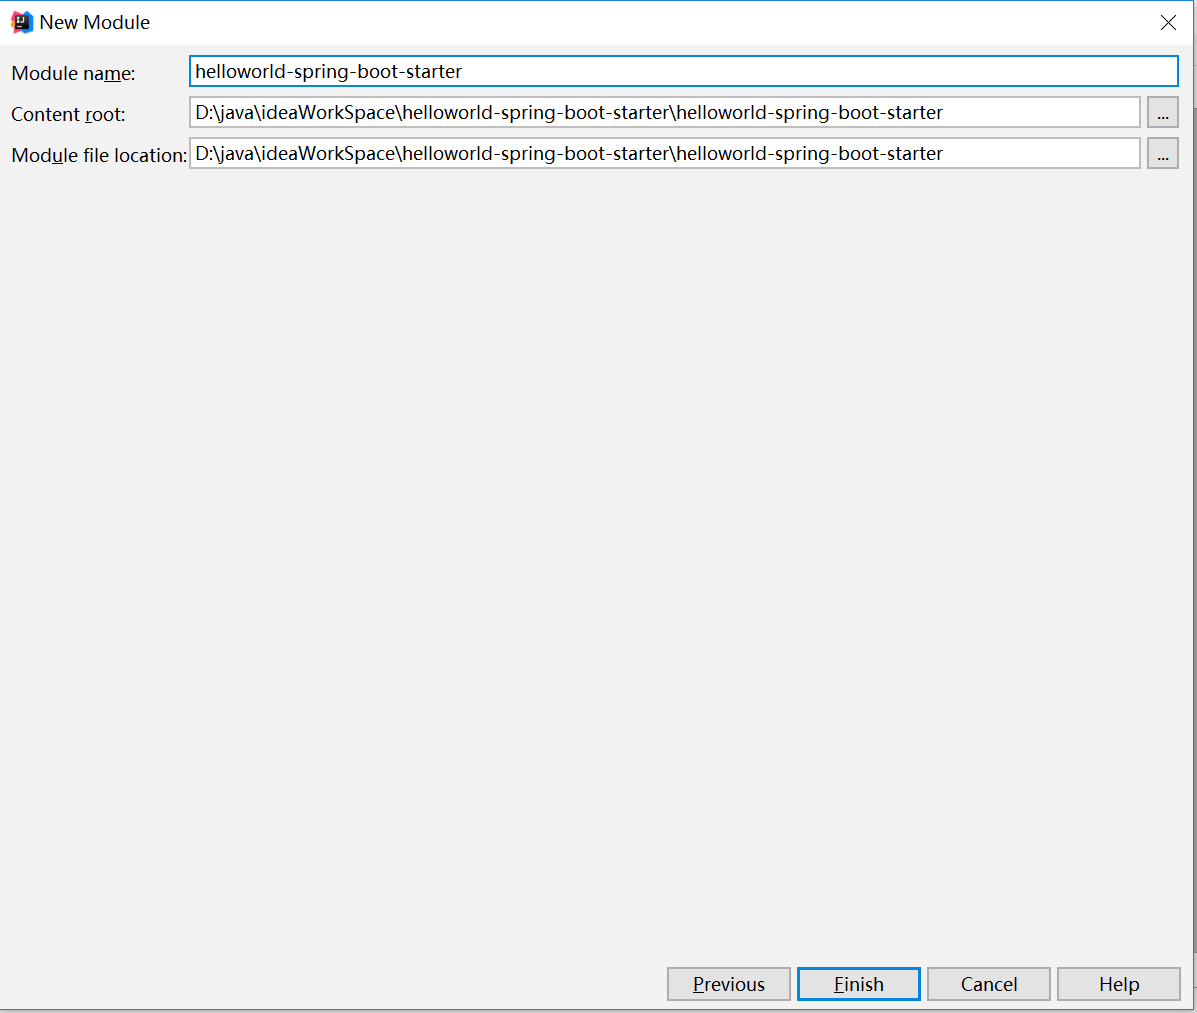 New Module
Module name: helloworld-spring-boot-starter
Content root: D:\java\ideaWorkSpace\helloworld-spring-boot-starter\helloworld-spring-boot-starter ...
Module file location: D:\java\ideaWorkSpace\helloworld-spring-boot-starter\helloworld-spring-boot-starter ...
Previous Finish Cancel Help